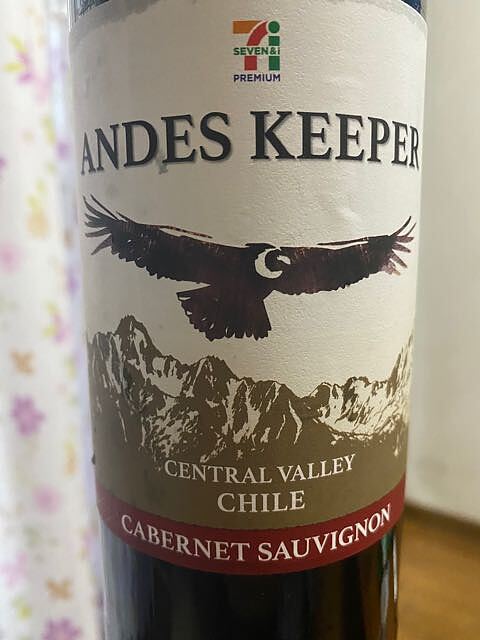 7i
SEVEN&i
PREMIUM
ANDES KEEPER
CENTRAL VALLEY
CHILE
CABERNET SAUVIGNON